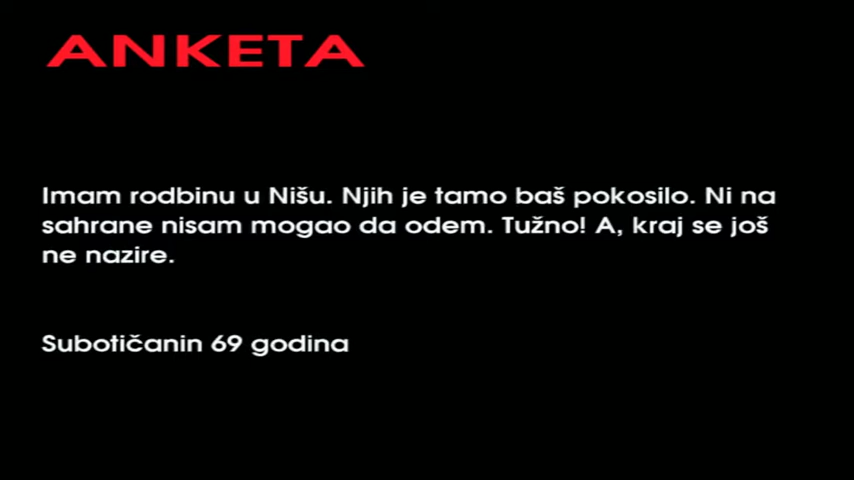 ANKETA
Imam rodbinu u Nišu. Njih je tamo baš pokosilo. Ni na
sahrane nisam mogao da odem. Tužno! A, kraj se još
ne nazire.
Subotičanin 69 godina